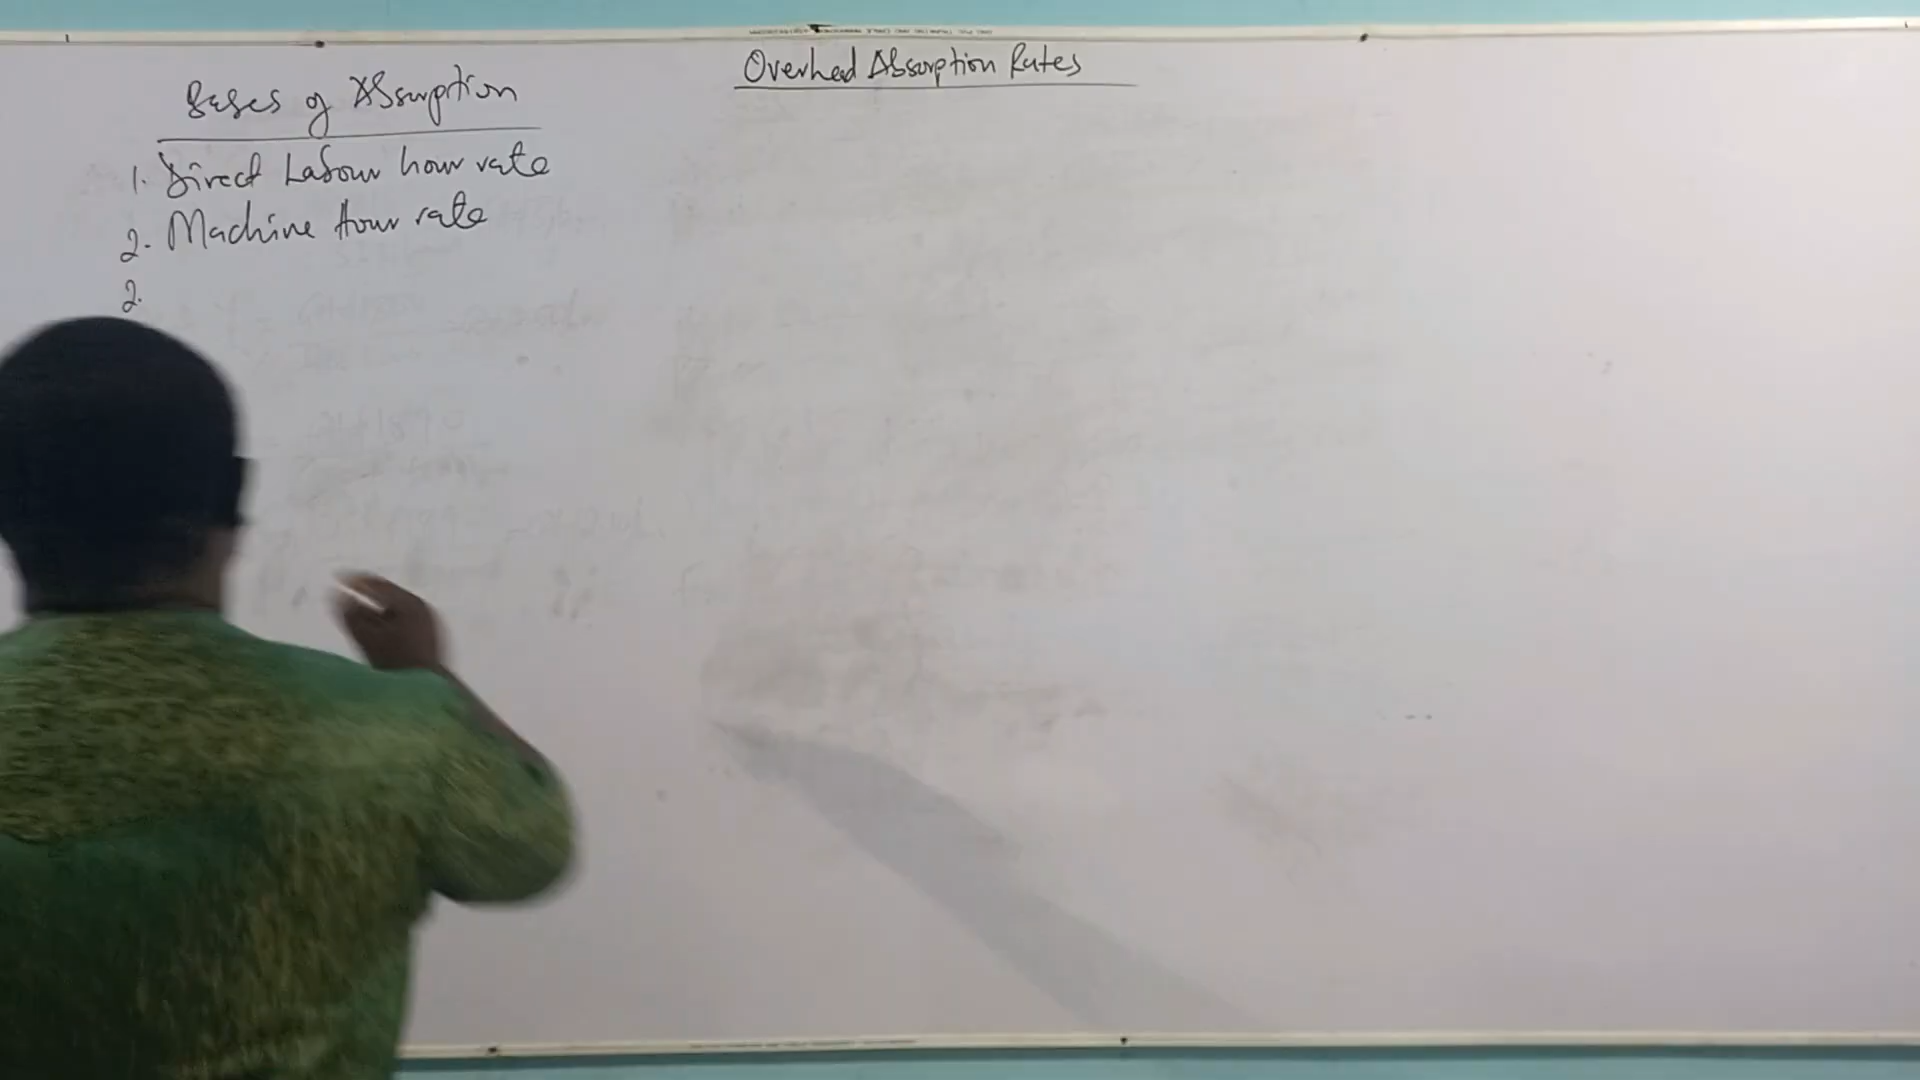 Overhead Absorption Rates
Bases of Absorption
1. Direct Labour hour rate
2. Machine Hour rate
2.